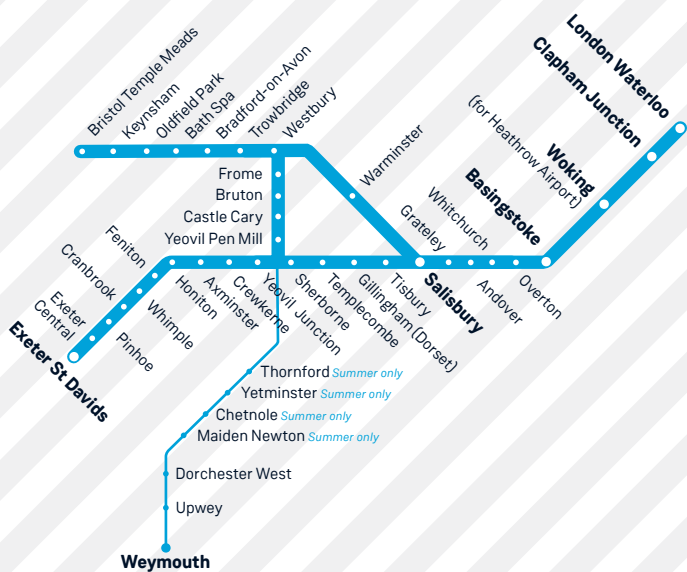 Bristol Temple Meads
Keynsham
Oldfield Park
Bath Spa
Bradford-on-Avon
Trowbridge
Westbury
Warminster
London Waterloo
Clapham Junction
Woking
(for Heathrow Airport)
Basingstoke
Whitchurch
Grateley
Frome
Bruton
Castle Cary
Yeovil Pen Mill
Feniton
Cranbrook
Exeter
Central
Exeter St Davids
Pinhoe
Whimple
Honiton
Axminster
Crewkerne
Yeovil Junction
Sherborne
Templecombe
Gillingham (Dorset)
Tisbury
Salisbury
Andover
Overton
Thornford Summer only
Yetminster Summer only
Chetnole Summer only
Maiden Newton Summer only
Dorchester West
Upwey
Weymouth